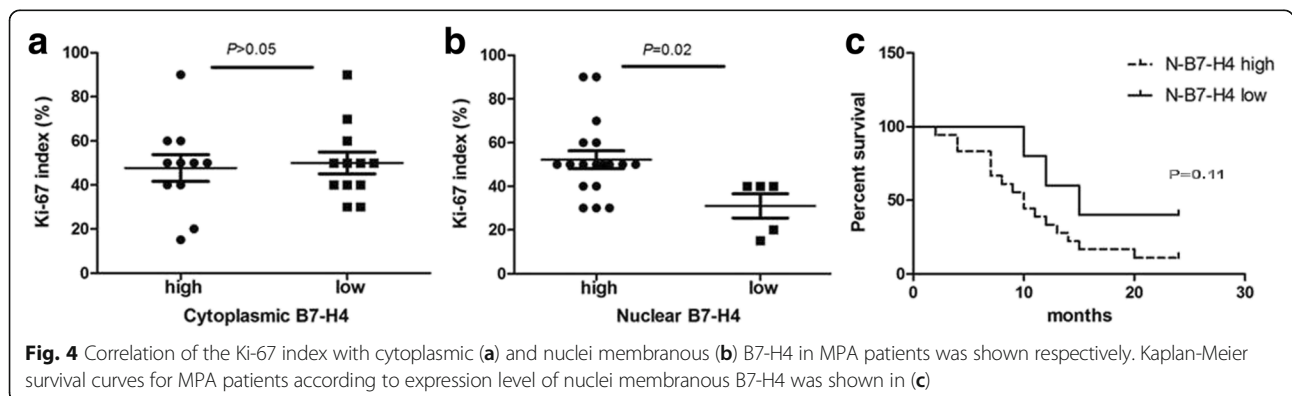 a
P>0.05
100
80
60
40
20
0
Ki-67 index (%)
high
low
Cytoplasmic B7-H4
b
P=0.02
100
80
60
40
20
0
Ki-67 index (%)
high
low
Nuclear B7-H4
c
150
100
50
0
Percent survival
N-B7-H4 high
N-B7-H4 low
P=0.11
0
10
20
30
months
Fig. 4 Correlation of the Ki-67 index with cytoplasmic (a) and nuclei membranous (b) B7-H4 in MPA patients was shown respectively. Kaplan-Meier
survival curves for MPA patients according to expression level of nuclei membranous B7-H4 was shown in (c)